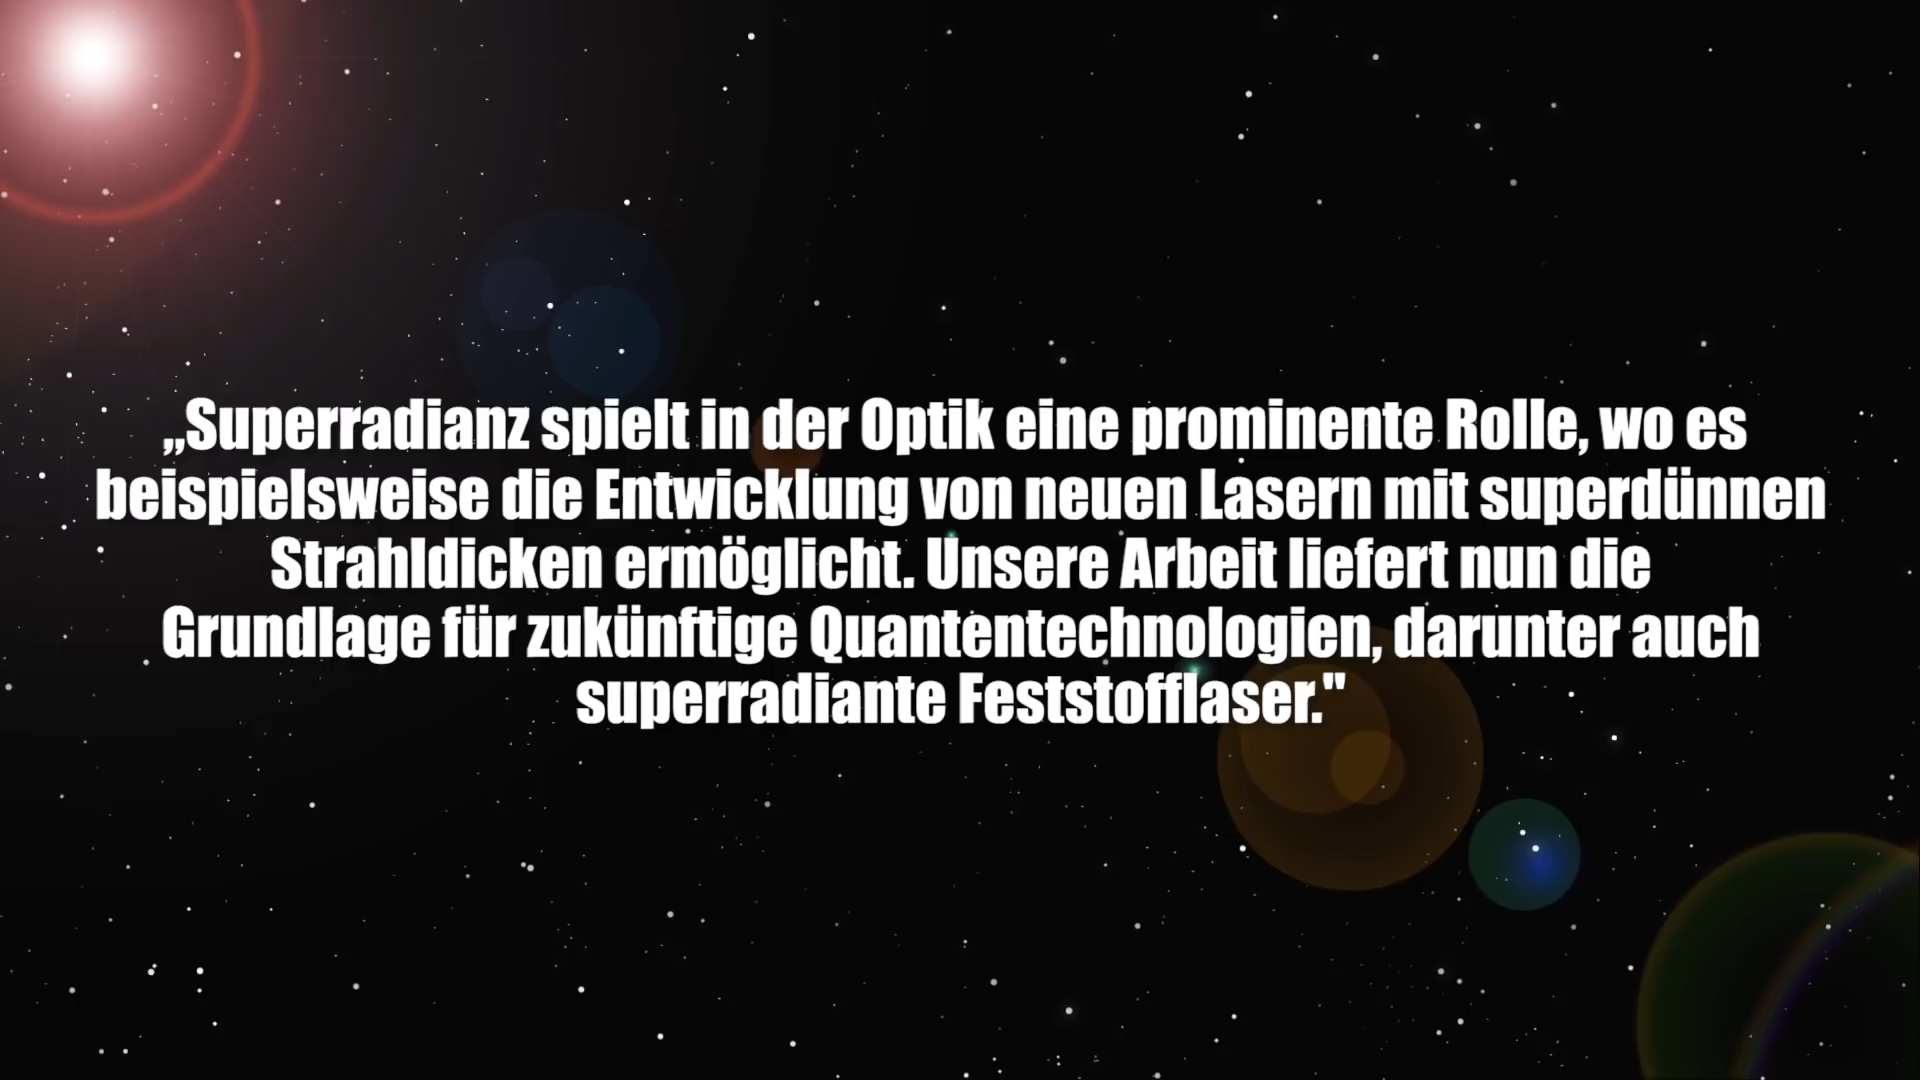 „Superradianz spielt in der Optik eine prominente Rolle, wo es
beispielsweise die Entwicklung von neuen Lasern mit superdünnen
Strahldicken ermöglicht. Unsere Arbeit liefert nun die
Grundlage für zukünftige Quantentechnologien, darunter auch
superradiante Feststofflaser."